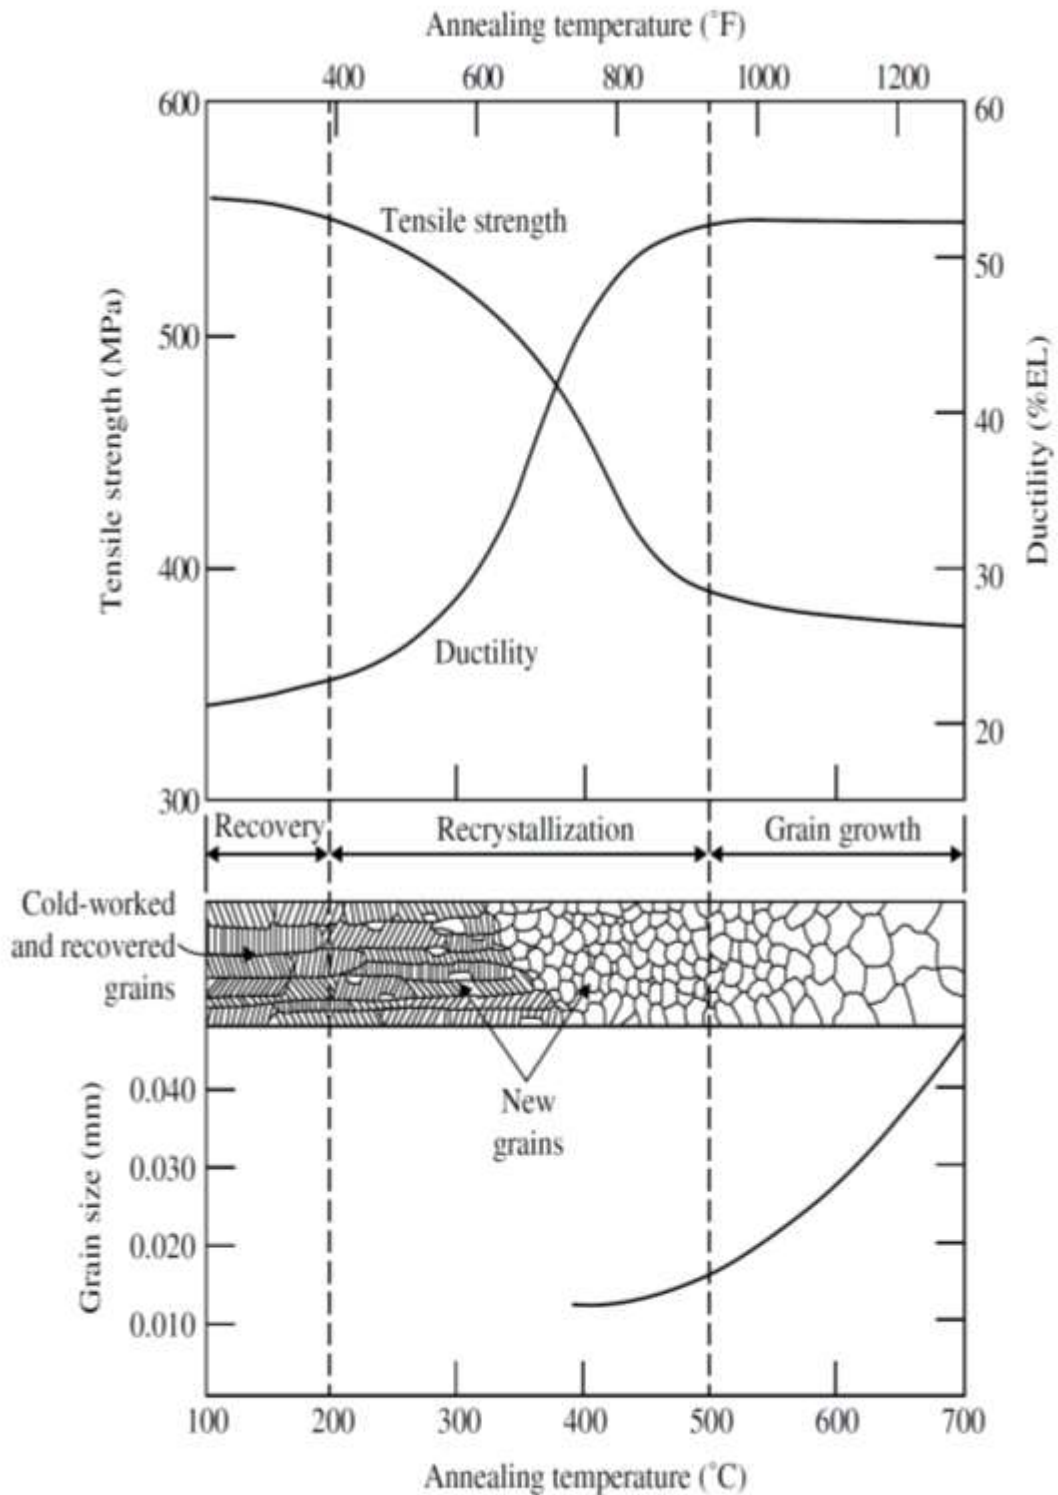 Annealing temperature (°F)
400 600 800 1000 1200
600
500
400
300
Tensile strength (MPa)
60
50
40
30
20
Ductility (%EL)
Tensile strength
Ductility
Recovery
Recrystallization
Grain growth
Cold-worked
and recovered
grains
New
grains
0.040
0.030
0.020
0.010
Grain size (mm)
100 200 300 400 500 600 700
Annealing temperature (°C)